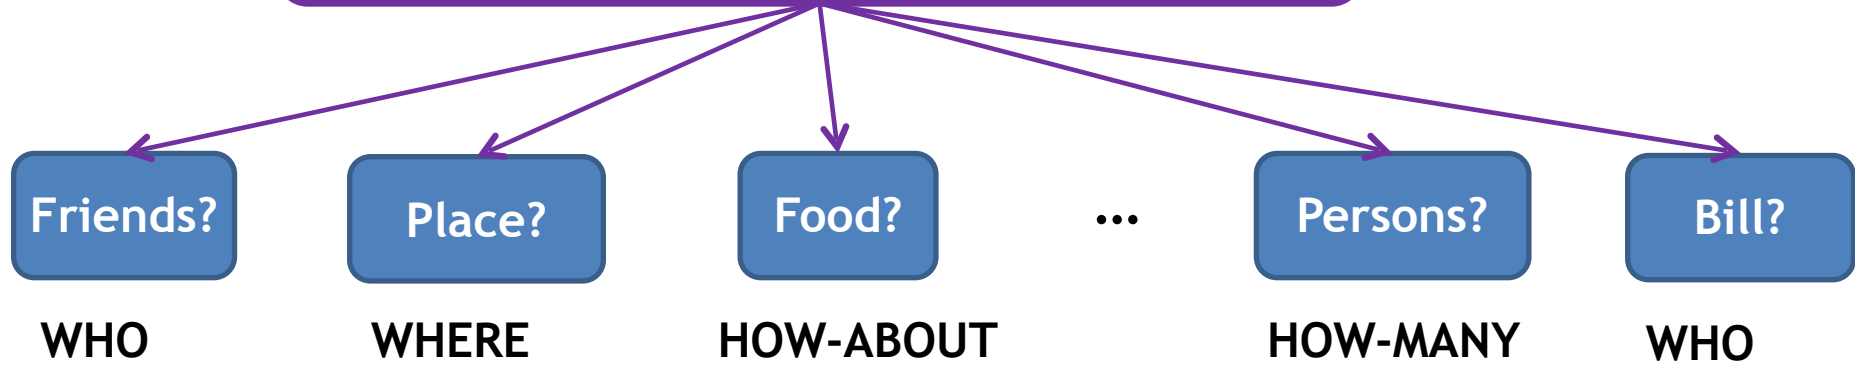 Friends?
Place?
Food?
...
Persons?
Bill?
WHO
WHERE
HOW-ABOUT
HOW-MANY
WHO